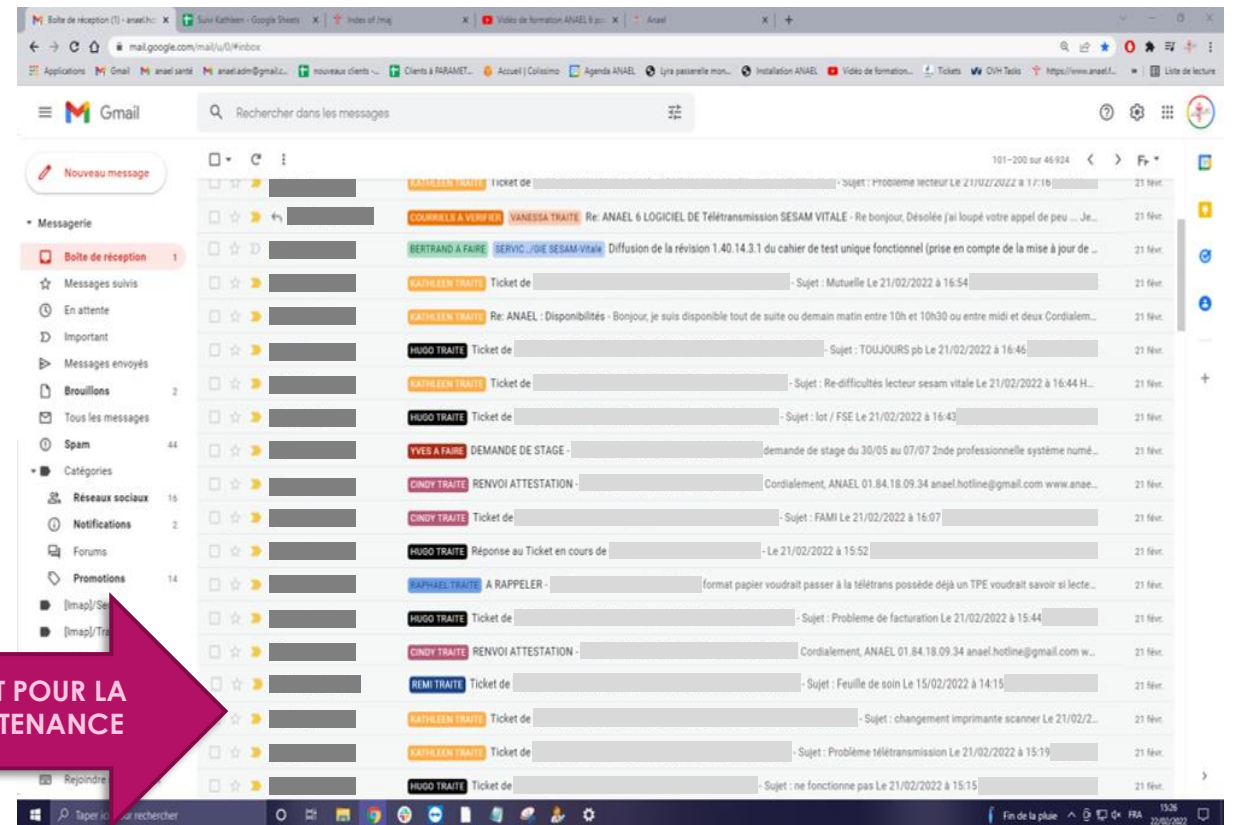 Boîte de réception (1) - anael.ho
Suivi Kathleen - Google Sheets
Index of /maj
Vidéo de formation ANAEL 6 po
Anael
mail.google.com/mail/u/0/#inbox
Applications Gmail anael santé anael.adm@gmail.c... nouveaux clients -... Clients à PARAMET... Accueil | Colissimo Agenda ANAEL Lyra passerelle mon... Installation ANAEL Vidéo de formation... Tickets OVH Tasks https://www.anael.f... » Liste de lecture
Gmail
Rechercher dans les messages
Nouveau message
101–200 sur 46 924
Fr
Messagerie
Boîte de réception 1
Messages suivis
En attente
Important
Messages envoyés
Brouillons 2
Tous les messages
Spam 44
Catégories
Réseaux sociaux 16
Notifications 2
Forums
Promotions 14
[Imap]/Se
[Imap]/Tra
Rejoindre
KATHLEEN TRAITE Ticket de - Sujet : Problème lecteur Le 21/02/2022 à 17:16 21 févr.
COURRIELS A VERIFIER VANESSA TRAITE Re: ANAEL 6 LOGICIEL DE Télétransmission SESAM VITALE - Re bonjour, Désolée j'ai loupé votre appel de peu ... Je... 21 févr.
BERTRAND A FAIRE SERVIC.../GIE SESAM-Vitale Diffusion de la révision 1.40.14.3.1 du cahier de test unique fonctionnel (prise en compte de la mise à jour de ... 21 févr.
KATHLEEN TRAITE Ticket de - Sujet : Mutuelle Le 21/02/2022 à 16:54 21 févr.
KATHLEEN TRAITE Re: ANAEL : Disponibilités - Bonjour, je suis disponible tout de suite ou demain matin entre 10h et 10h30 ou entre midi et deux Cordialem... 21 févr.
HUGO TRAITE Ticket de - Sujet : TOUJOURS pb Le 21/02/2022 à 16:46 21 févr.
KATHLEEN TRAITE Ticket de - Sujet : Re-difficultés lecteur sesam vitale Le 21/02/2022 à 16:44 H... 21 févr.
HUGO TRAITE Ticket de - Sujet : lot / FSE Le 21/02/2022 à 16:43 21 févr.
YVES A FAIRE DEMANDE DE STAGE - demande de stage du 30/05 au 07/07 2nde professionnelle système numé... 21 févr.
CINDY TRAITE RENVOI ATTESTATION - Cordialement, ANAEL 01.84.18.09.34 anael.hotline@gmail.com www.anae... 21 févr.
CINDY TRAITE Ticket de - Sujet : FAMI Le 21/02/2022 à 16:07 21 févr.
HUGO TRAITE Réponse au Ticket en cours de - Le 21/02/2022 à 15:52 21 févr.
RAPHAEL TRAITE A RAPPELER - format papier voudrait passer à la télétrans possède déjà un TPE voudrait savoir si lecte... 21 févr.
HUGO TRAITE Ticket de - Sujet : Probleme de facturation Le 21/02/2022 à 15:44 21 févr.
CINDY TRAITE RENVOI ATTESTATION - Cordialement, ANAEL 01.84.18.09.34 anael.hotline@gmail.com w... 21 févr.
REMI TRAITE Ticket de - Sujet : Feuille de soin Le 15/02/2022 à 14:15 21 févr.
KATHLEEN TRAITE Ticket de - Sujet : changement imprimante scanner Le 21/02/2... 21 févr.
KATHLEEN TRAITE Ticket de - Sujet : Problème télétransmission Le 21/02/2022 à 15:19 21 févr.
HUGO TRAITE Ticket de - Sujet : ne fonctionne pas Le 21/02/2022 à 15:15 21 févr.
T POUR LA
TENANCE
Taper ici pour rechercher
Fin de la pluie
FRA
15:26
22/02/2022